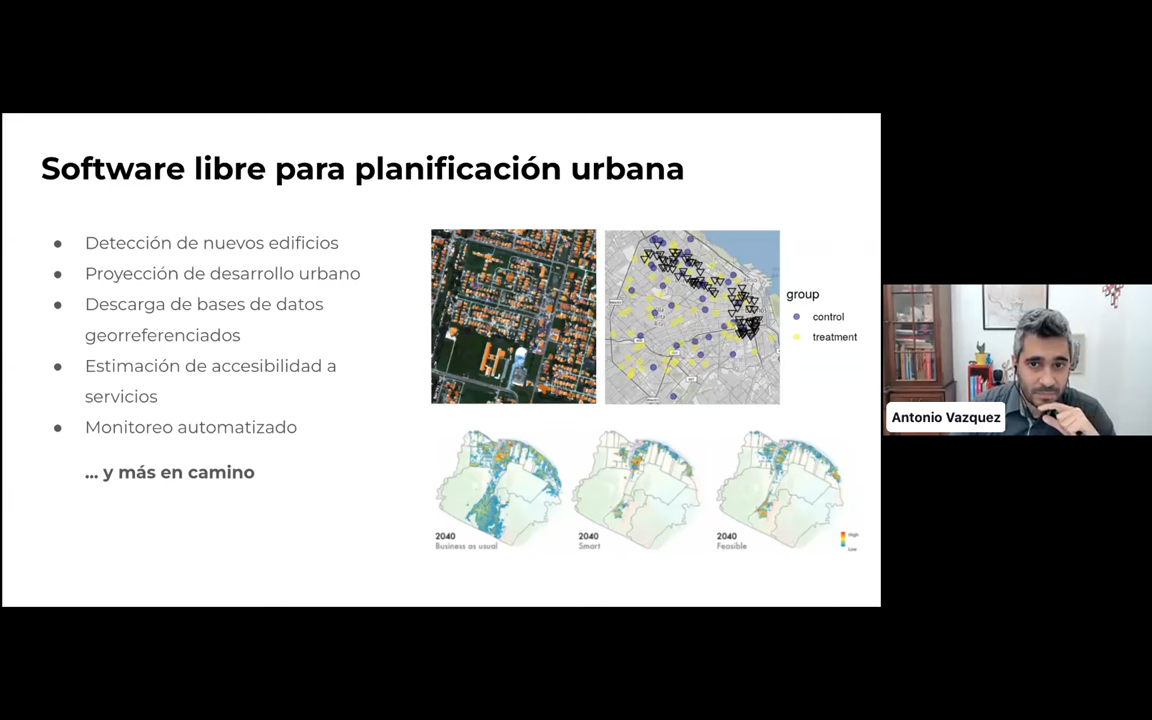 Software libre para planificación urbana
● Detección de nuevos edificios
● Proyección de desarrollo urbano
● Descarga de bases de datos
georreferenciados
● Estimación de accesibilidad a
servicios
● Monitoreo automatizado
... y más en camino
group
control
treatment
2040
Business as usual
2040
Smart
2040
Feasible
High
Low
Antonio Vazquez